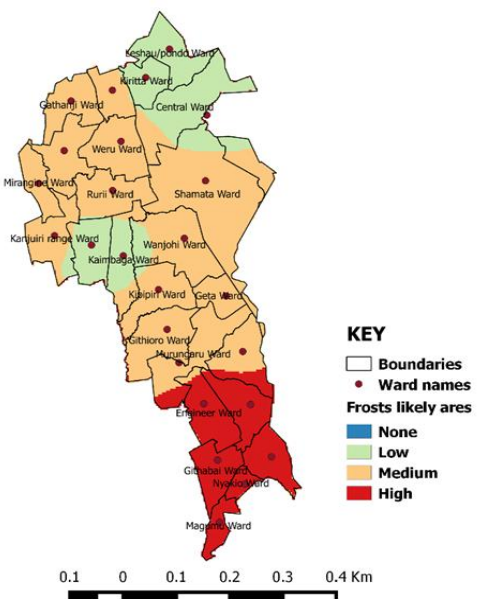 Leshau/pondo Ward
Kiritta Ward
Gathanji Ward
Central Ward
Weru Ward
Mirangine Ward
Rurii Ward
Shamata Ward
Kanjuiri range Ward
Wanjohi Ward
Kaimbaga Ward
Kibipiri Ward
Geta Ward
Githioro Ward
Murungaru Ward
Engineer Ward
Githabai Ward
Nyakio Ward
Magumu Ward
KEY
Boundaries
Ward names
Frosts likely ares
None
Low
Medium
High
0.1 0 0.1 0.2 0.3 0.4 Km